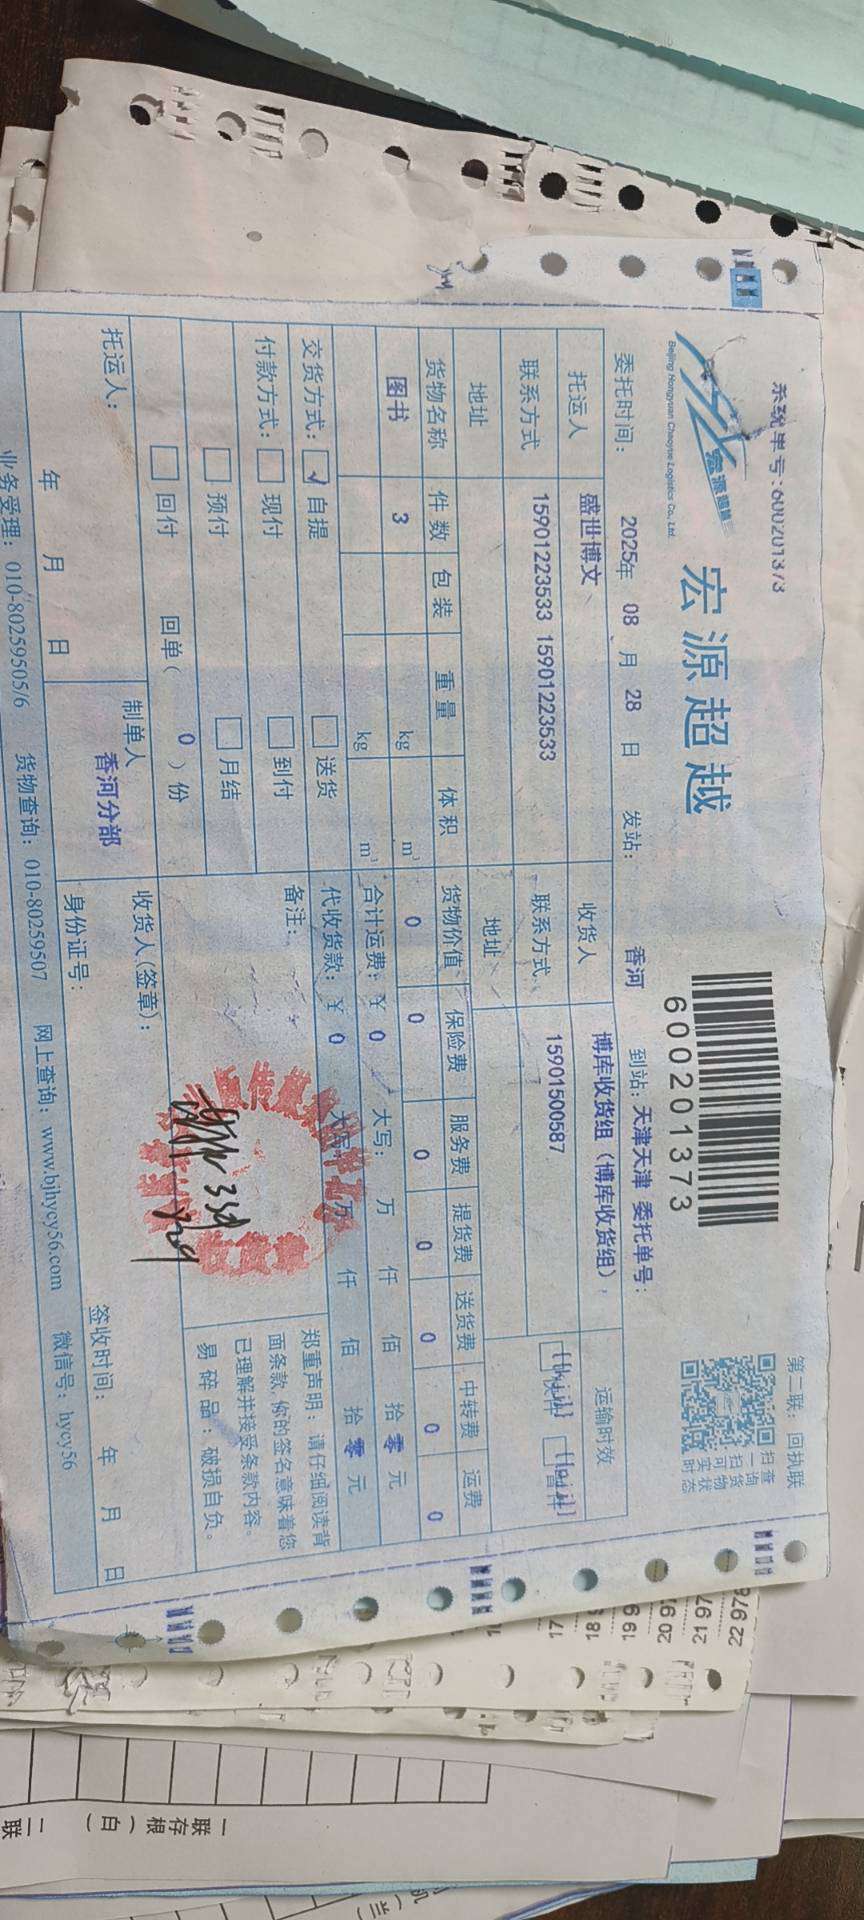 系统单号:600201373
第二联：回执联
宏源超越
Beijing Hongyuan Chaoyue Logistics Co., Ltd.
宏源超越
600201373
扫一扫
查询货物
可实时状态
委托时间： 2025年 08 月 28 日 发站： 香河 到站: 天津天津 委托单号:
托运人 盛世博文 收货人 博库收货组（博库收货组）, 运输时效
联系方式 15901223533 15901223533 联系方式 15901500587
地址 地址
货物名称 件数 包装 重量 体积 货物价值 保险费 服务费 提货费 送货费 中转费 运费
图书 3 kg m³ 0 0 0 0 0 0 0
kg m³ 合计运费：￥ 0 大写： 万 仟 佰 拾 零 元
交货方式： ☑ 自提 □ 送货 代收货款：￥ 0 大写： 万 仟 佰 拾 零 元
付款方式： □ 现付 □ 到付 备注：
□ 预付 □ 月结
□ 回付 回单（ 0 ）份
郑重声明：请仔细阅读背
面条款,你的签名意味着您
已理解并接受条款内容。
易碎品：破损自负。
托运人： 制单人 收货人(签章)：
香河分部
年 月 日 身份证号： 签收时间： 年 月 日
业务受理：010-80259505/6 货物查询：010-80259507 网上查询：www.bjhycy56.com 微信号：hycy56
一存根（白）